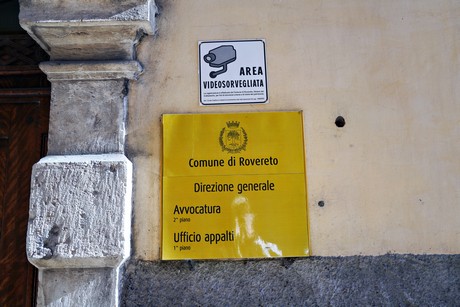 AREA
VIDEOSORVEGLIATA
Comune di Rovereto
Direzione generale
Avvocatura
2° piano
Ufficio appalti
1° piano